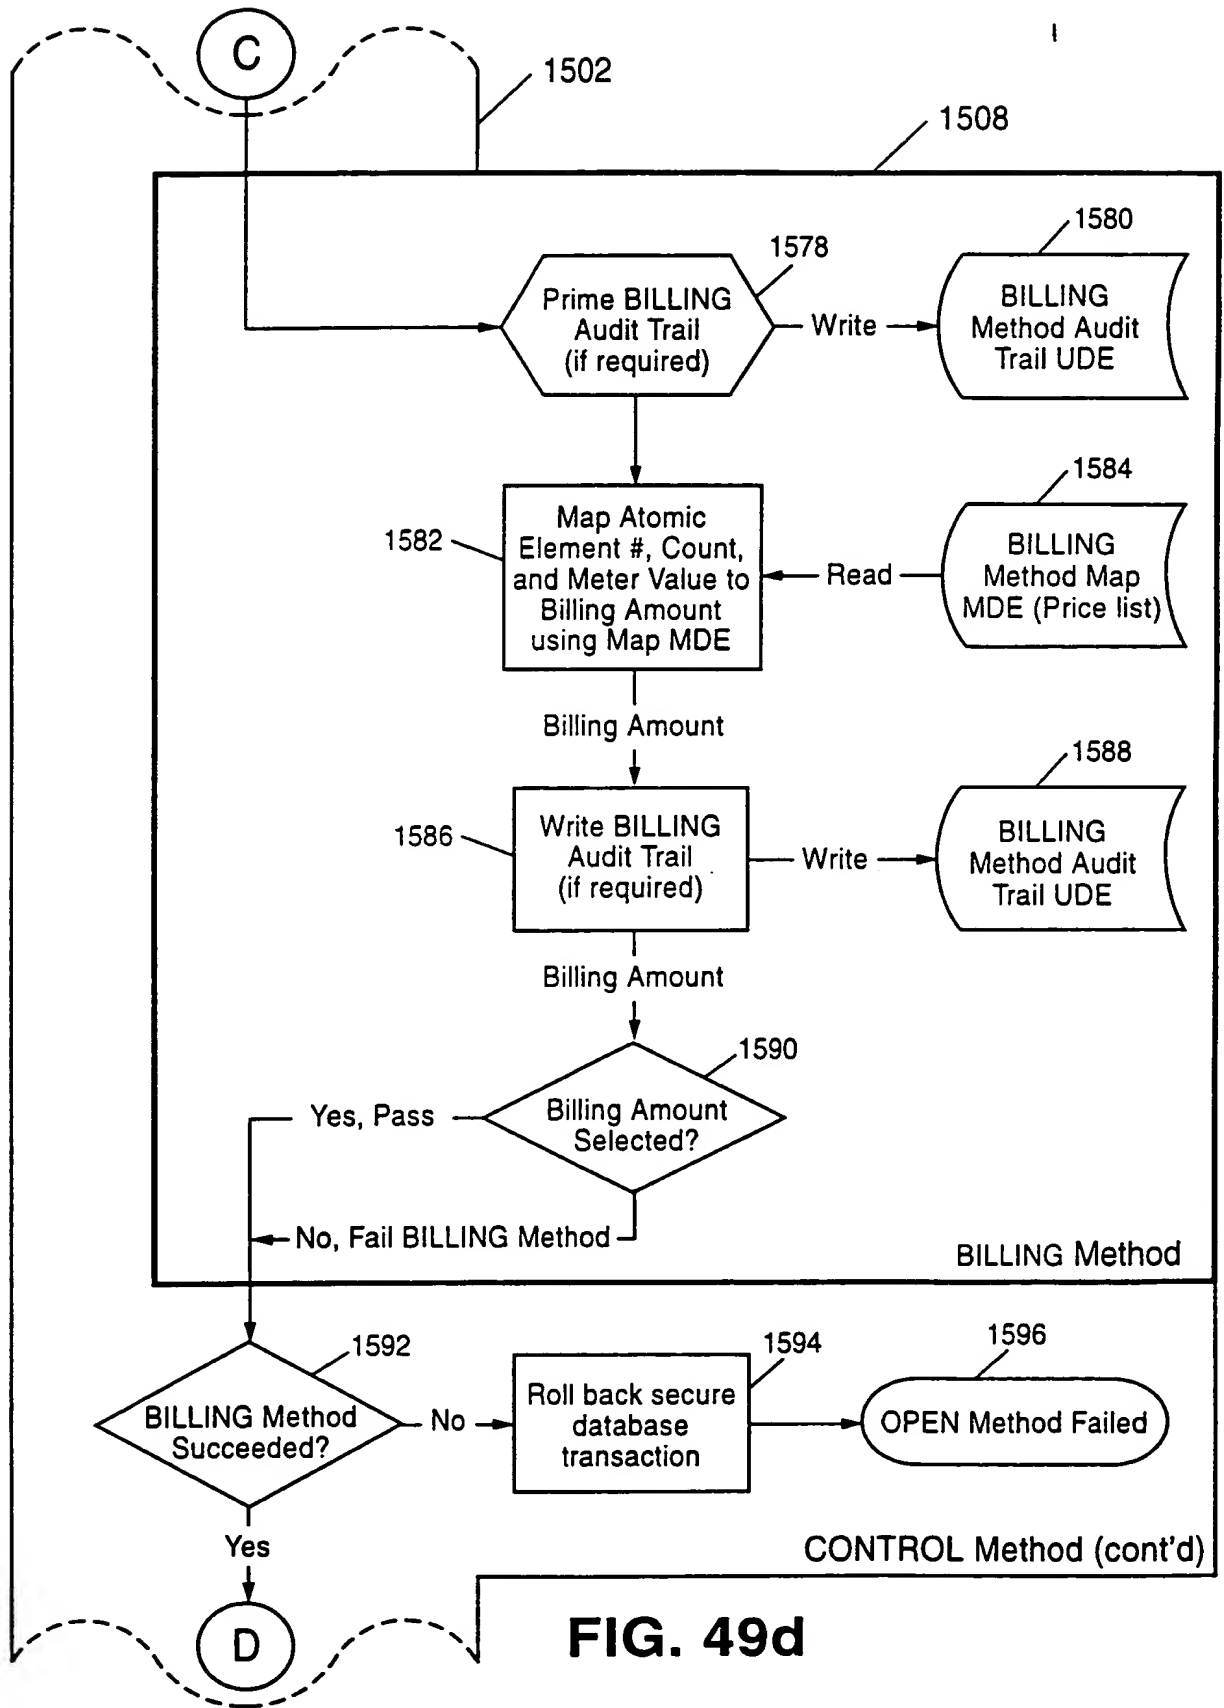 C
1502
1508
1578
1580
Prime BILLING
Audit Trail
(if required)
Write
BILLING
Method Audit
Trail UDE
1584
1582
Map Atomic
Element #, Count,
and Meter Value to
Billing Amount
using Map MDE
Read
BILLING
Method Map
MDE (Price list)
Billing Amount
1588
1586
Write BILLING
Audit Trail
(if required)
Write
BILLING
Method Audit
Trail UDE
Billing Amount
1590
Yes, Pass
Billing Amount
Selected?
No, Fail BILLING Method
BILLING Method
1592
1594
1596
BILLING Method
Succeeded?
No
Roll back secure
database
transaction
OPEN Method Failed
Yes
CONTROL Method (cont'd)
D
FIG. 49d